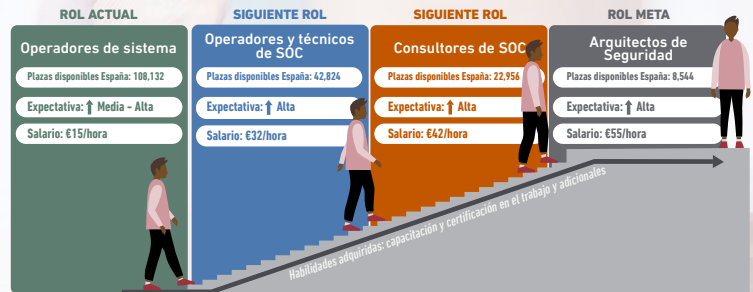 ROL ACTUAL
SIGUIENTE ROL
SIGUIENTE ROL
ROL META
Operadores de sistema
Plazas disponibles España: 108,132
Expectativa: ↑ Media - Alta
Salario: €15/hora
Operadores y técnicos
de SOC
Plazas disponibles España: 42,824
Expectativa: ↑ Alta
Salario: €32/hora
Consultores de SOC
Plazas disponibles España: 22,956
Expectativa: ↑ Alta
Salario: €42/hora
Arquitectos de
Seguridad
Plazas disponibles España: 8,544
Expectativa: ↑ Alta
Salario: €55/hora
Habilidades adquiridas: capacitación y certificación en el trabajo y adicionales